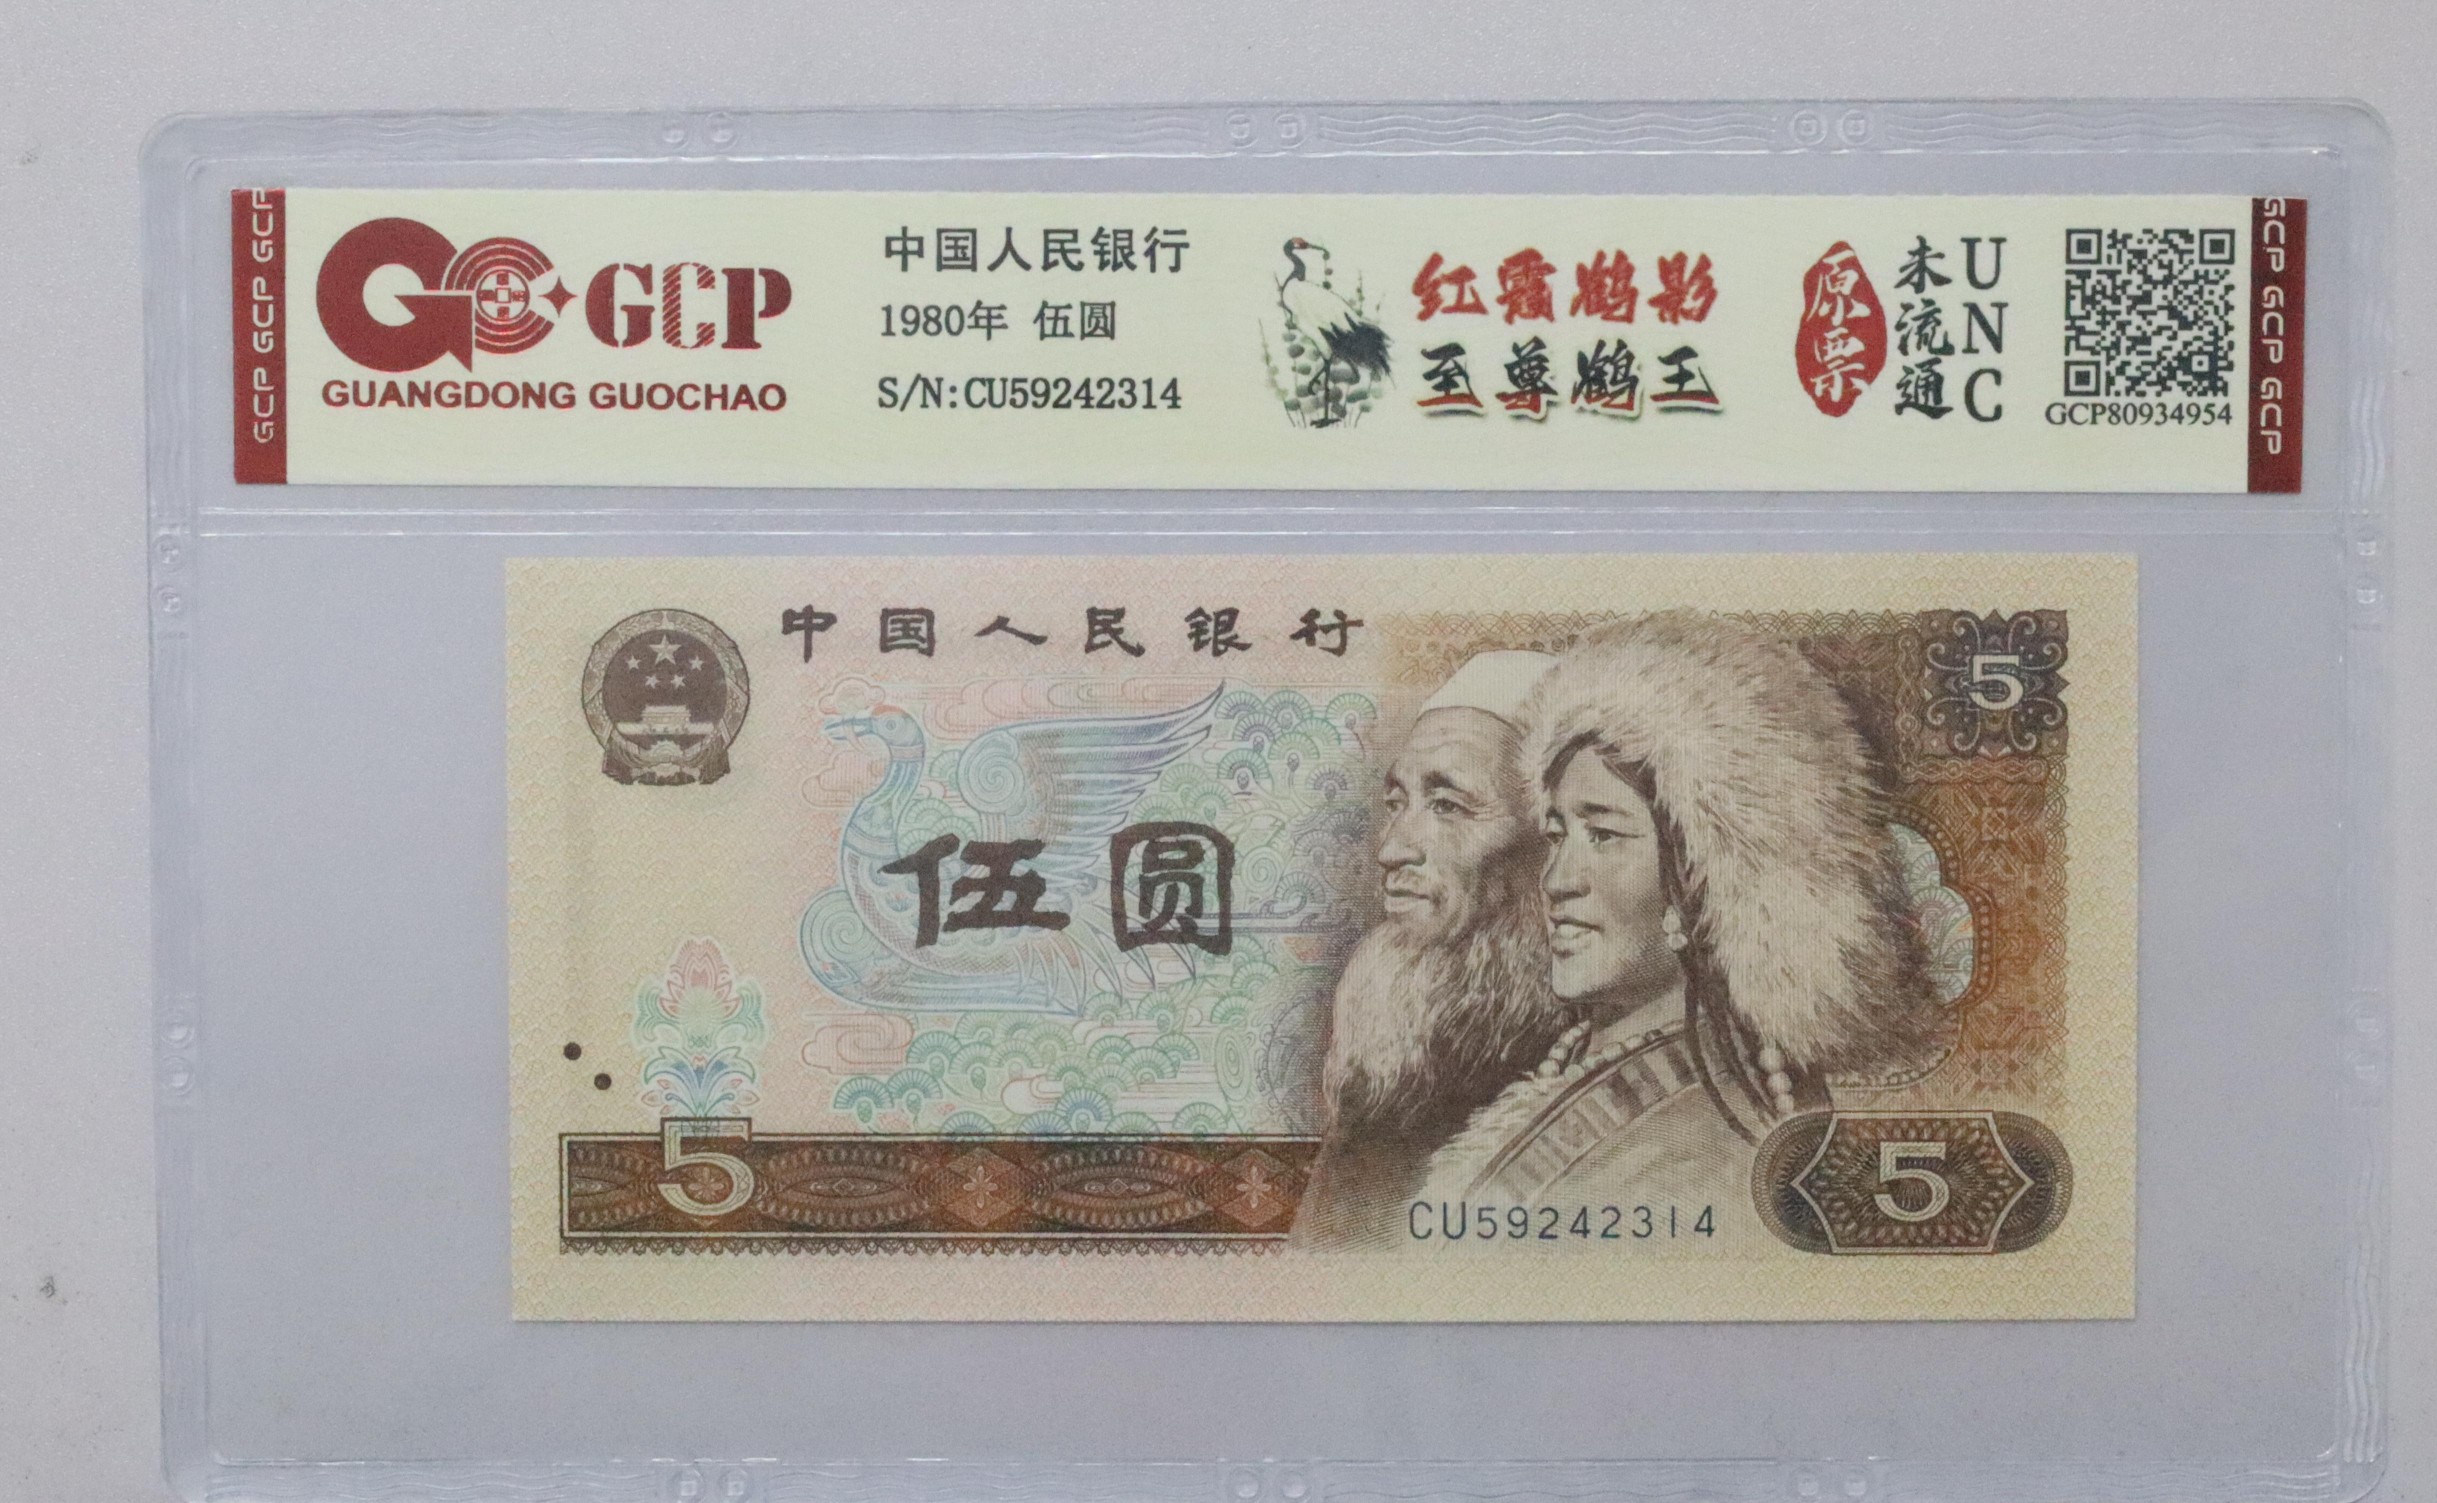 GCP GCP GCP
GCP
GUANGDONG GUOCHAO
中国人民银行
1980年 伍圆
S/N:CU59242314
红霞鹤影
至尊鹤王
原票
未流通
UNC
GCP80934954
GCP GCP GCP
中国人民银行
5
伍圆
5
CU59242314
5